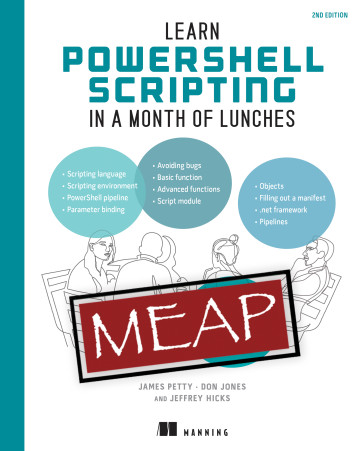 2ND EDITION
LEARN
POWERSHELL
SCRIPTING
IN A MONTH OF LUNCHES
• Scripting language
• Scripting environment
• PowerShell pipeline
• Parameter binding
• Avoiding bugs
• Basic function
• Advanced functions
• Script module
• Objects
• Filling out a manifest
• .net framework
• Pipelines
MEAP
JAMES PETTY • DON JONES
AND JEFFREY HICKS
MANNING